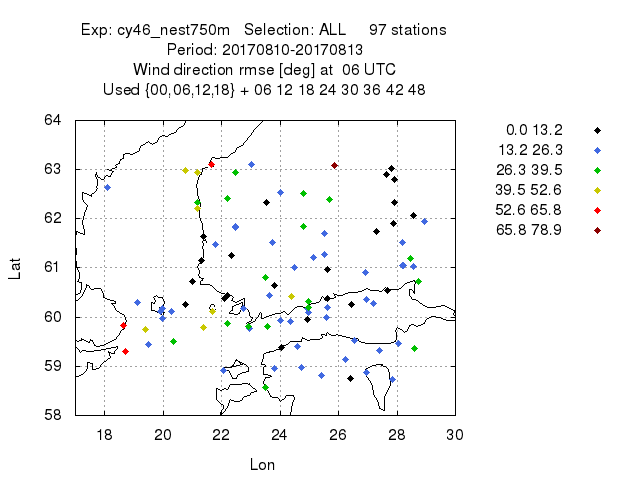 Exp: cy46_nest750m   Selection: ALL     97 stations
Period: 20170810-20170813
Wind direction rmse [deg] at  06 UTC
Used {00,06,12,18} + 06 12 18 24 30 36 42 48
64
63
62
61
60
59
58
Lat
18 20 22 24 26 28 30
Lon
0.0 13.2
13.2 26.3
26.3 39.5
39.5 52.6
52.6 65.8
65.8 78.9